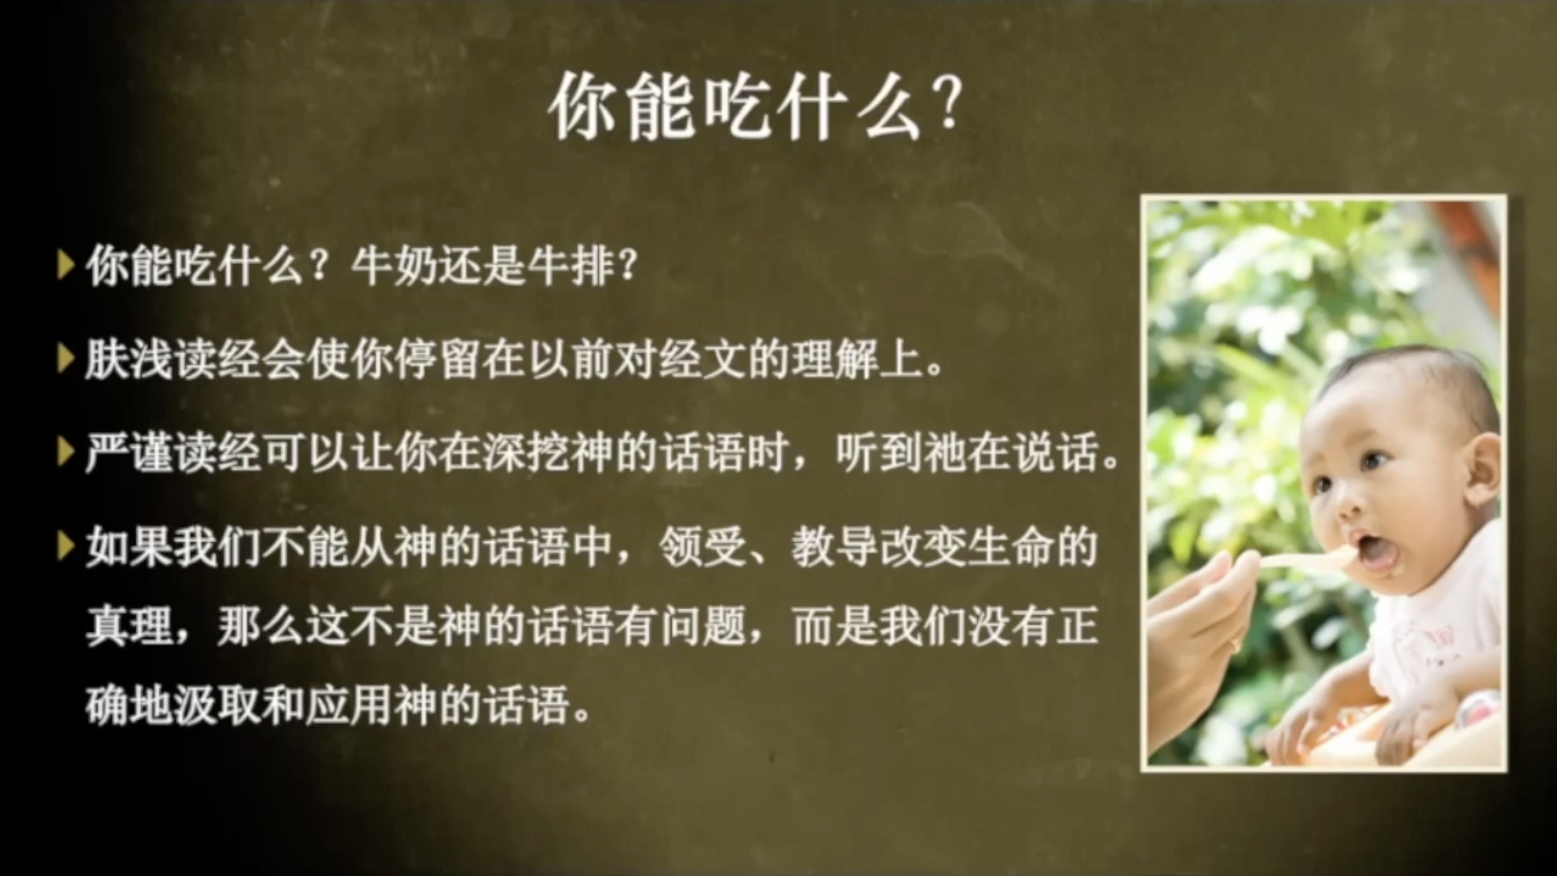 你能吃什么？
你能吃什么？牛奶还是牛排？
肤浅读经会使你停留在以前对经文的理解上。
严谨读经可以让你在深挖神的话语时，听到祂在说话。
如果我们不能从神的话语中，领受、教导改变生命的
真理，那么这不是神的话语有问题，而是我们没有正
确地汲取和应用神的话语。